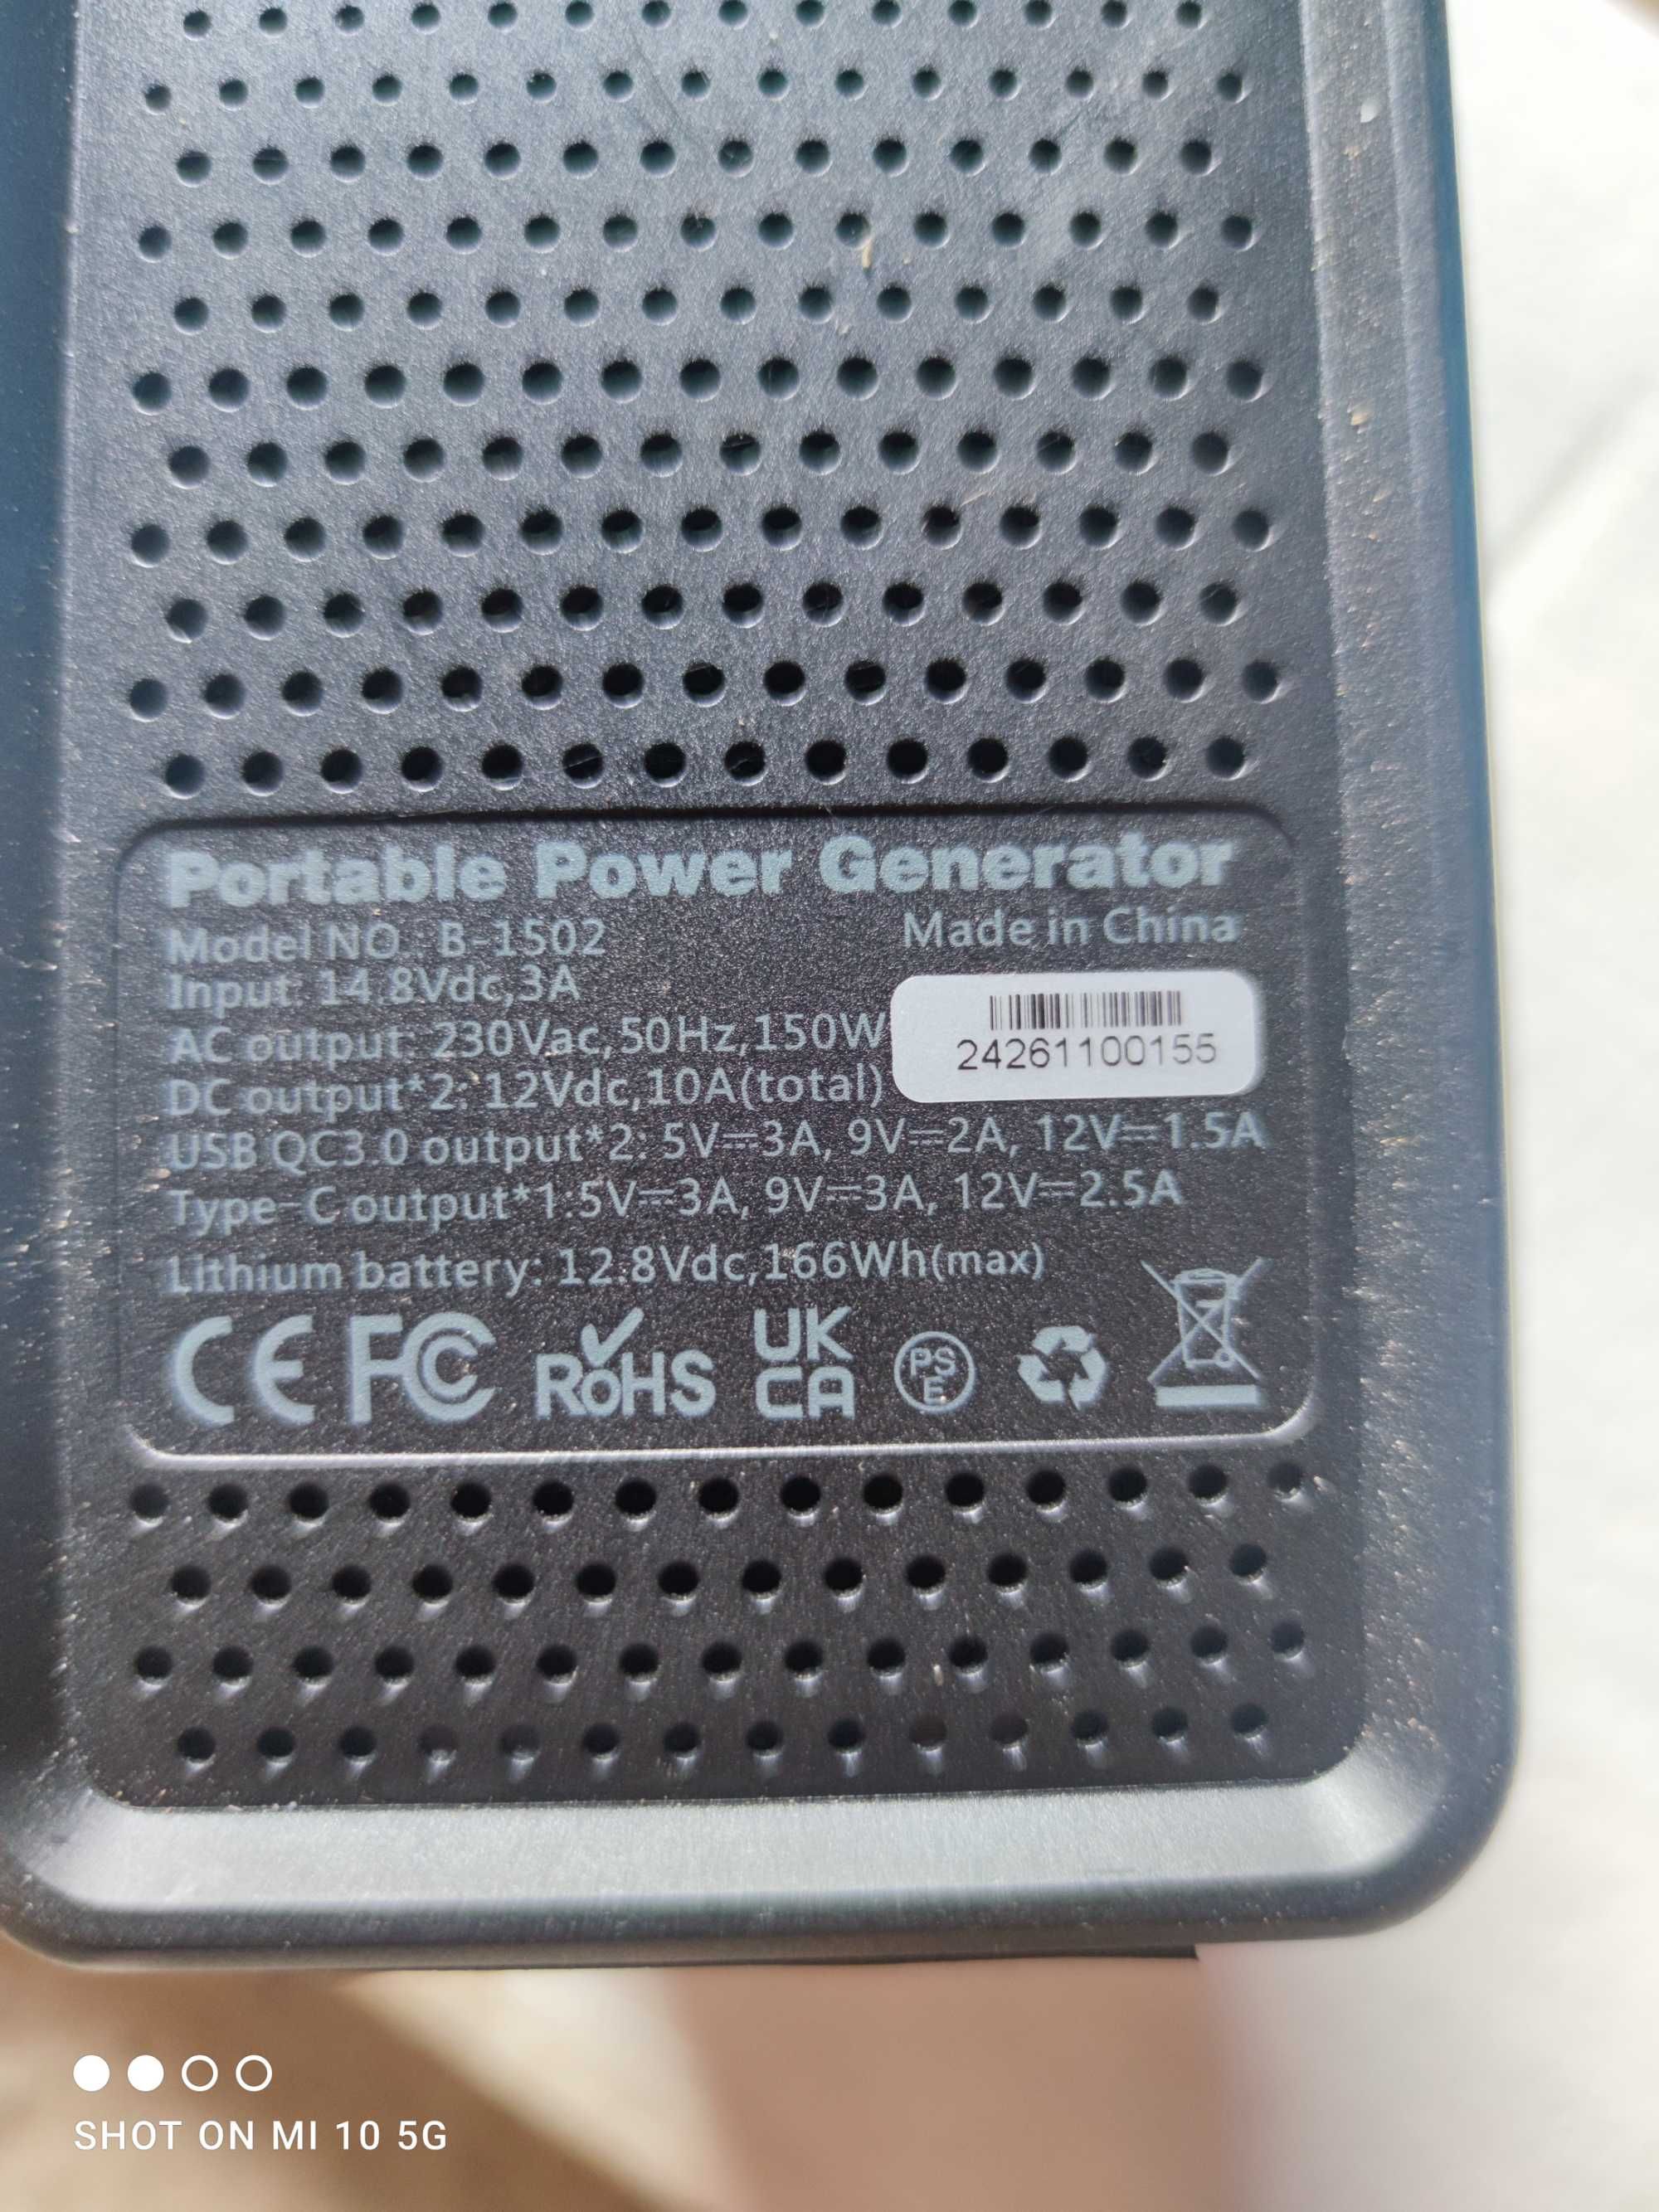 Portable Power Generator
Model NO. B-1502
Made in China
Input: 14.8Vdc,3A
AC output: 230Vac,50Hz,150W
24261100155
DC output*2: 12Vdc,10A(total)
USB QC3.0 output*2: 5V⎓3A, 9V⎓2A, 12V⎓1.5A
Type-C output*1:5V⎓3A, 9V⎓3A, 12V⎓2.5A
Lithium battery: 12.8Vdc,166Wh(max)
CE FC RoHS UK CA PS E
SHOT ON MI 10 5G